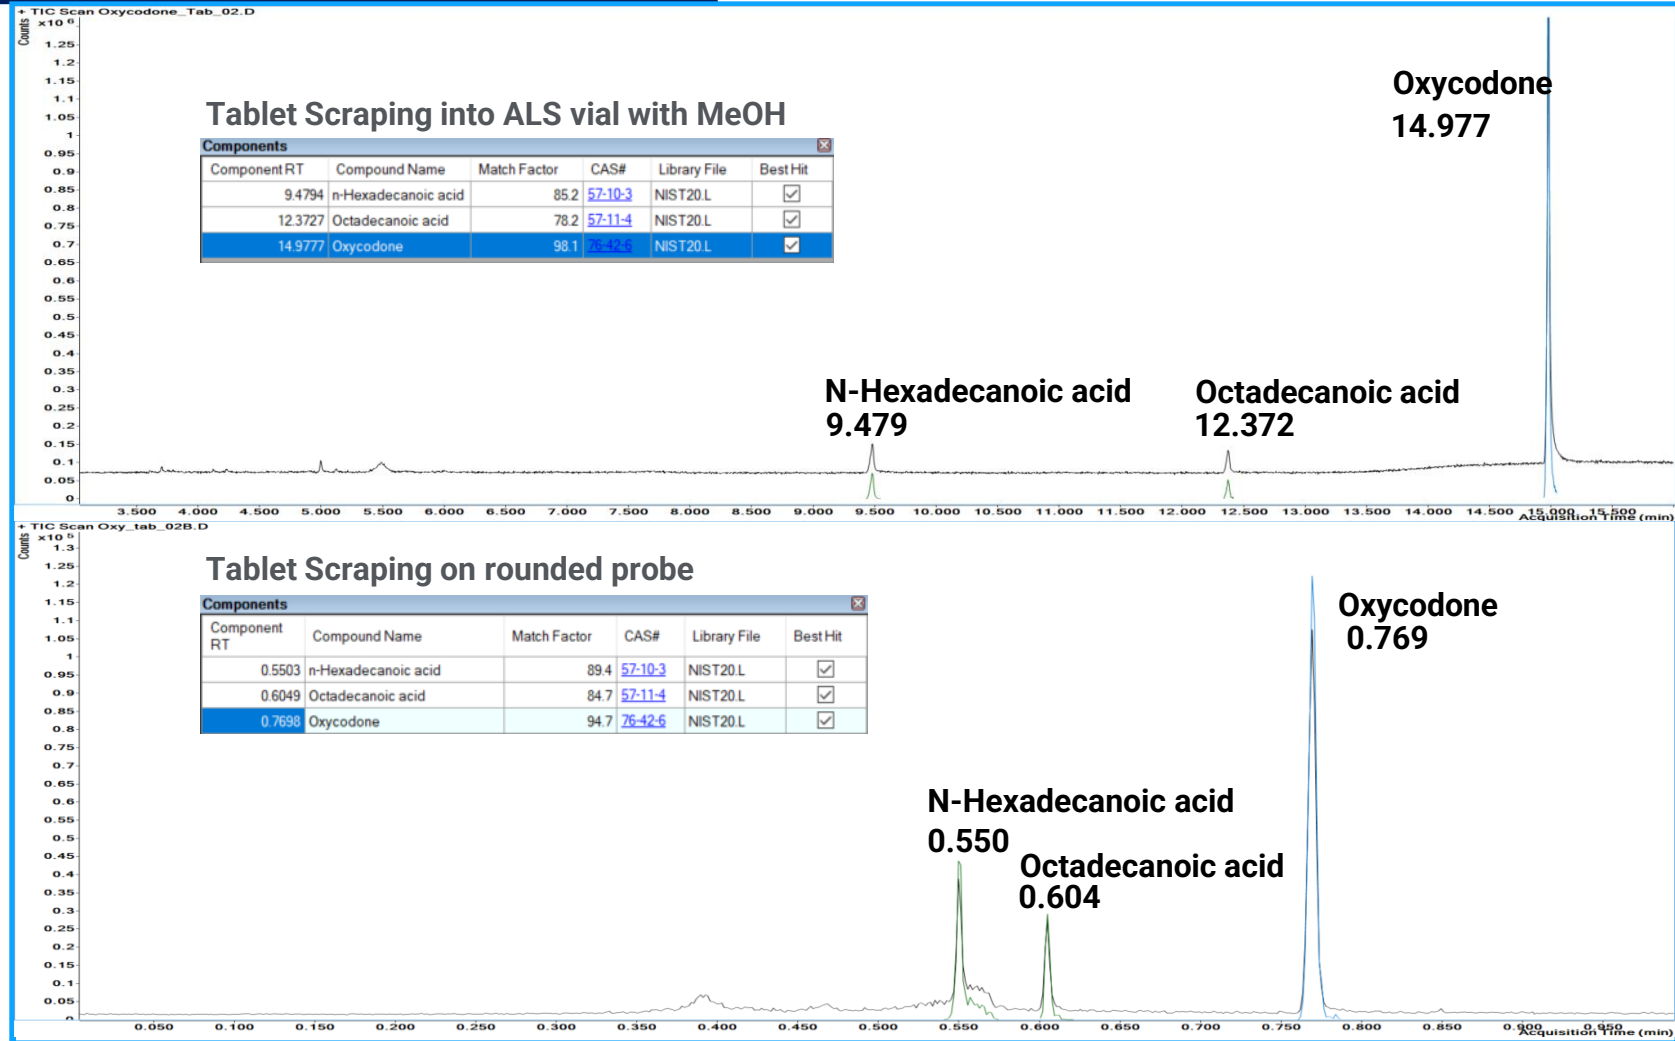 + TIC Scan Oxycodone_Tab_02.D
Counts x10 6
1.25
1.2
1.15
1.1
1.05
1
0.95
0.9
0.85
0.8
0.75
0.7
0.65
0.6
0.55
0.5
0.45
0.4
0.35
0.3
0.25
0.2
0.15
0.1
0.05
0
Tablet Scraping into ALS vial with MeOH
Components
Component RT Compound Name Match Factor CAS# Library File Best Hit
9.4794 n-Hexadecanoic acid 85.2 57-10-3 NIST20.L
12.3727 Octadecanoic acid 78.2 57-11-4 NIST20.L
14.9777 Oxycodone 98.1 76-42-6 NIST20.L
Oxycodone
14.977
N-Hexadecanoic acid
9.479
Octadecanoic acid
12.372
3.500 4.000 4.500 5.000 5.500 6.000 6.500 7.000 7.500 8.000 8.500 9.000 9.500 10.000 10.500 11.000 11.500 12.000 12.500 13.000 13.500 14.000 14.500 15.000 15.500
Acquisition Time (min)
+ TIC Scan Oxy_tab_02B.D
Counts x10 5
1.3
1.25
1.2
1.15
1.1
1.05
1
0.95
0.9
0.85
0.8
0.75
0.7
0.65
0.6
0.55
0.5
0.45
0.4
0.35
0.3
0.25
0.2
0.15
0.1
0.05
0
Tablet Scraping on rounded probe
Components
Component RT Compound Name Match Factor CAS# Library File Best Hit
0.5503 n-Hexadecanoic acid 89.4 57-10-3 NIST20.L
0.6049 Octadecanoic acid 84.7 57-11-4 NIST20.L
0.7698 Oxycodone 94.7 76-42-6 NIST20.L
Oxycodone
0.769
N-Hexadecanoic acid
0.550
Octadecanoic acid
0.604
0.050 0.100 0.150 0.200 0.250 0.300 0.350 0.400 0.450 0.500 0.550 0.600 0.650 0.700 0.750 0.800 0.850 0.900 0.950
Acquisition Time (min)